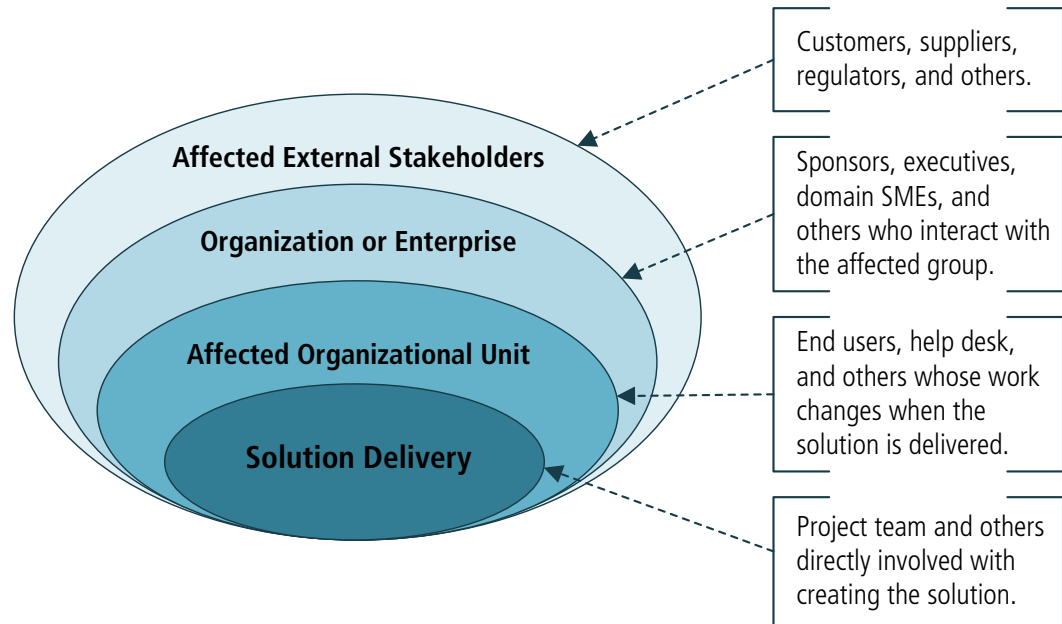 Customers, suppliers,
regulators, and others.
Affected External Stakeholders
Sponsors, executives,
domain SMEs, and
others who interact with
the affected group.
Organization or Enterprise
End users, help desk,
and others whose work
changes when the
solution is delivered.
Affected Organizational Unit
Solution Delivery
Project team and others
directly involved with
creating the solution.